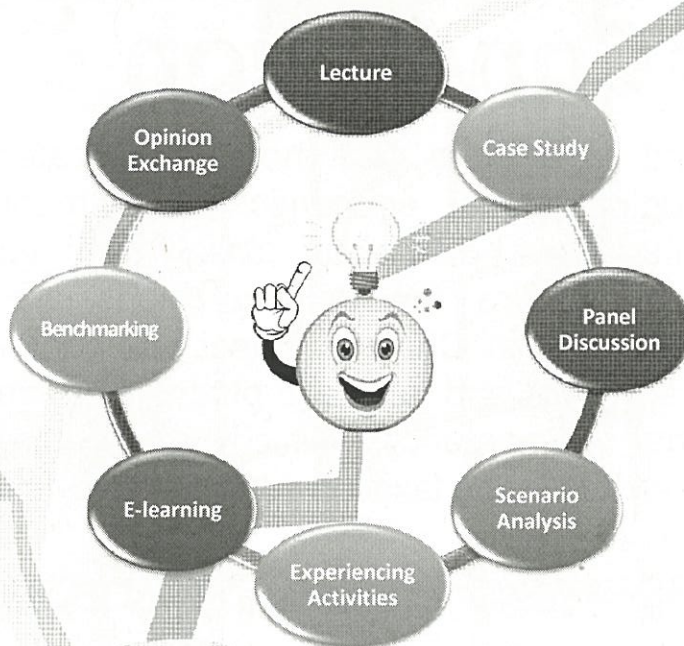 Lecture
Case Study
Panel
Discussion
Scenario
Analysis
Experiencing
Activities
E-learning
Benchmarking
Opinion
Exchange